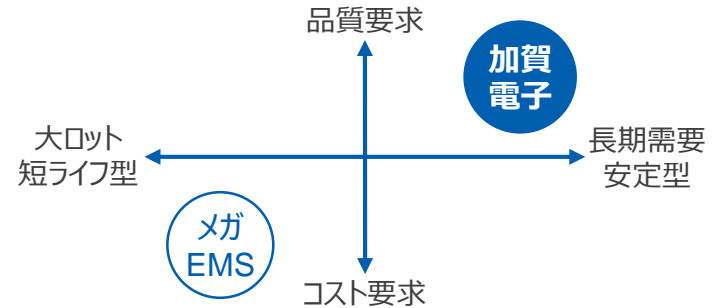 品質要求
加賀
電子
大ロット
短ライフ型
長期需要
安定型
メガ
EMS
コスト要求